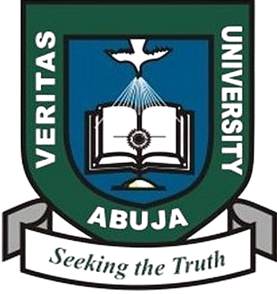 VERITAS
UNIVERSITY
ABUJA
Seeking the Truth